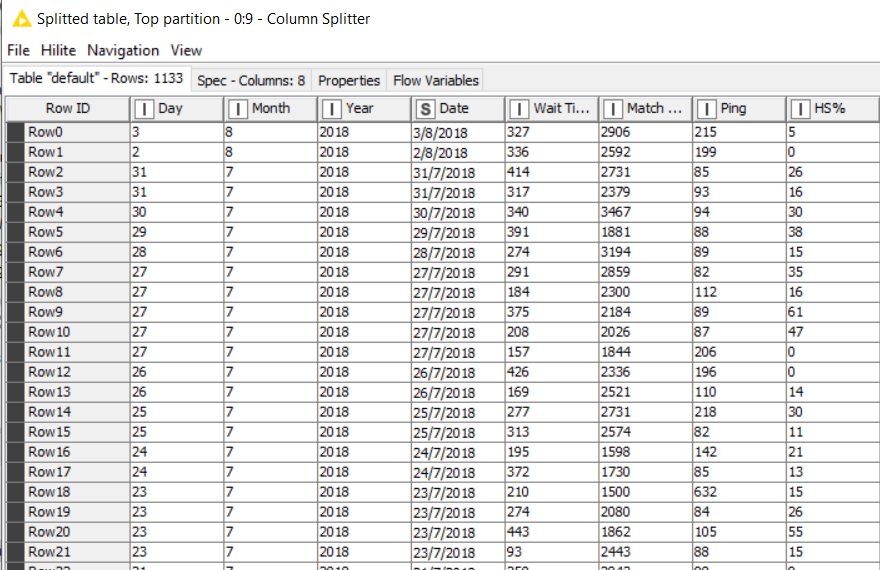 Splitted table, Top partition - 0:9 - Column Splitter
File Hilite Navigation View
Table "default" - Rows: 1133 Spec - Columns: 8 Properties Flow Variables
Row ID I Day I Month I Year S Date I Wait Ti... I Match ... I Ping I HS%
Row0 3 8 2018 3/8/2018 327 2906 215 5
Row1 2 8 2018 2/8/2018 336 2592 199 0
Row2 31 7 2018 31/7/2018 414 2731 85 26
Row3 31 7 2018 31/7/2018 317 2379 93 16
Row4 30 7 2018 30/7/2018 340 3467 94 30
Row5 29 7 2018 29/7/2018 391 1881 88 38
Row6 28 7 2018 28/7/2018 274 3194 89 15
Row7 27 7 2018 27/7/2018 291 2859 82 35
Row8 27 7 2018 27/7/2018 184 2300 112 16
Row9 27 7 2018 27/7/2018 375 2184 89 61
Row10 27 7 2018 27/7/2018 208 2026 87 47
Row11 27 7 2018 27/7/2018 157 1844 206 0
Row12 26 7 2018 26/7/2018 426 2336 196 0
Row13 26 7 2018 26/7/2018 169 2521 110 14
Row14 25 7 2018 25/7/2018 277 2731 218 30
Row15 25 7 2018 25/7/2018 313 2574 82 11
Row16 24 7 2018 24/7/2018 195 1598 142 21
Row17 24 7 2018 24/7/2018 372 1730 85 13
Row18 23 7 2018 23/7/2018 210 1500 632 15
Row19 23 7 2018 23/7/2018 274 2080 84 26
Row20 23 7 2018 23/7/2018 443 1862 105 55
Row21 23 7 2018 23/7/2018 93 2443 88 15